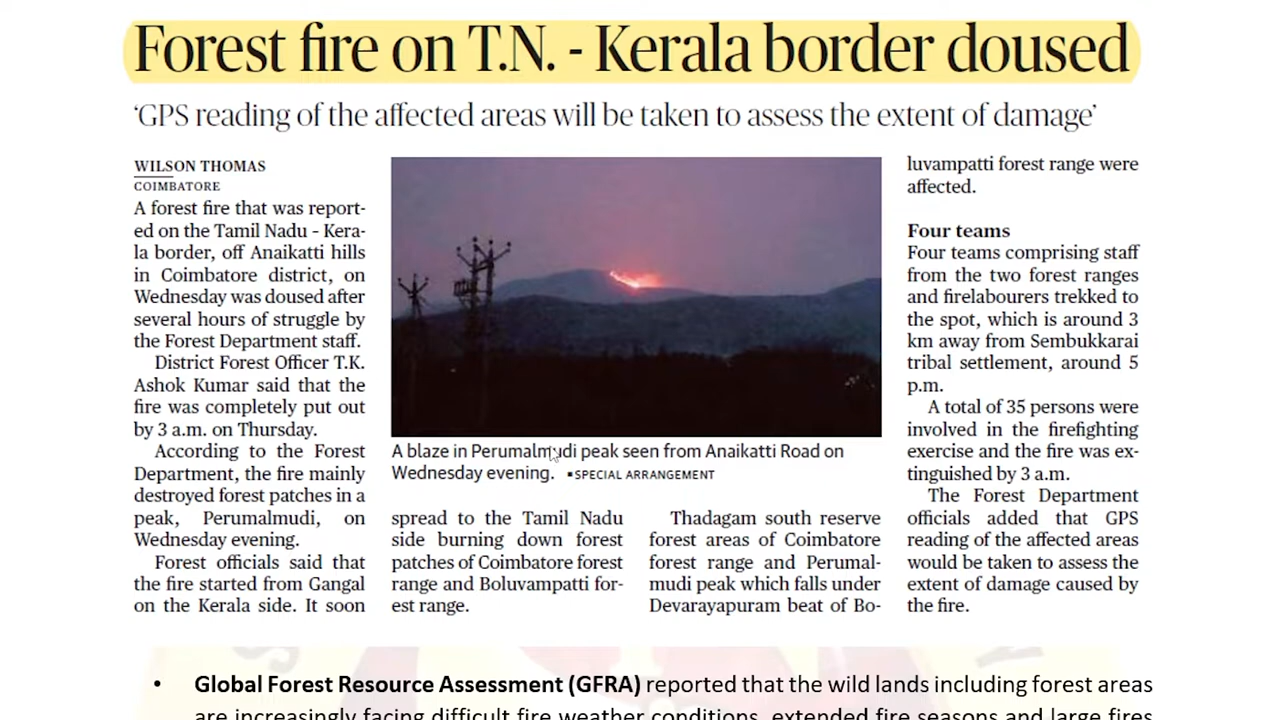 Forest fire on T.N. - Kerala border doused
‘GPS reading of the affected areas will be taken to assess the extent of damage’
WILSON THOMAS
COIMBATORE
A forest fire that was report-
ed on the Tamil Nadu - Kera-
la border, off Anaikatti hills
in Coimbatore district, on
Wednesday was doused after
several hours of struggle by
the Forest Department staff.
District Forest Officer T.K.
Ashok Kumar said that the
fire was completely put out
by 3 a.m. on Thursday.
According to the Forest
Department, the fire mainly
destroyed forest patches in a
peak, Perumalmudi, on
Wednesday evening.
Forest officials said that
the fire started from Gangal
on the Kerala side. It soon
A blaze in Perumalmudi peak seen from Anaikatti Road on
Wednesday evening. ▪SPECIAL ARRANGEMENT
spread to the Tamil Nadu
side burning down forest
patches of Coimbatore forest
range and Boluvampatti for-
est range.
Thadagam south reserve
forest areas of Coimbatore
forest range and Perumal-
mudi peak which falls under
Devarayapuram beat of Bo-
luvampatti forest range were
affected.
Four teams
Four teams comprising staff
from the two forest ranges
and firelabourers trekked to
the spot, which is around 3
km away from Sembukkarai
tribal settlement, around 5
p.m.
A total of 35 persons were
involved in the firefighting
exercise and the fire was ex-
tinguished by 3 a.m.
The Forest Department
officials added that GPS
reading of the affected areas
would be taken to assess the
extent of damage caused by
the fire.
• Global Forest Resource Assessment (GFRA) reported that the wild lands including forest areas
are increasingly facing difficult fire weather conditions, extended fire seasons and large fires